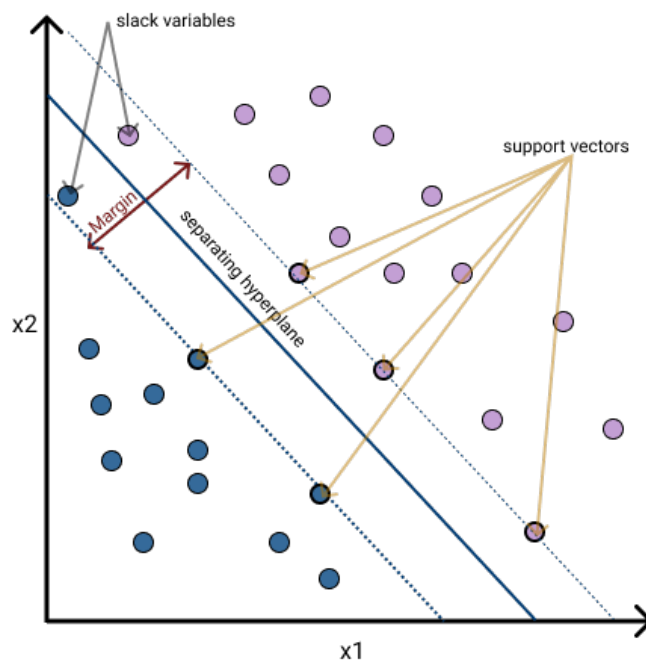 slack variables
support vectors
Margin
separating hyperplane
x2
x1